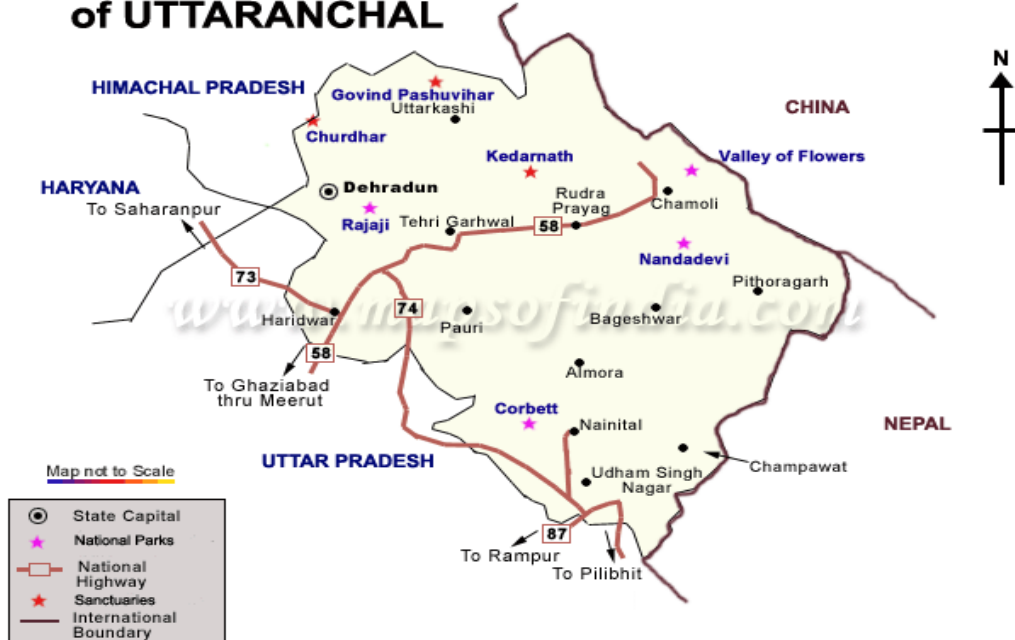 of UTTARANCHAL
HIMACHAL PRADESH
Govind Pashuvihar
Uttarkashi
CHINA
N
Churdhar
Kedarnath
Valley of Flowers
HARYANA
Dehradun
To Saharanpur
Rajaji
Tehri Garhwal
58
Rudra
Prayag
Chamoli
Nandadevi
73
Pithoragarh
www.mapsofindia.com
Haridwar
74
Pauri
Bageshwar
58
To Ghaziabad
thru Meerut
Almora
Corbett
Nainital
NEPAL
UTTAR PRADESH
Champawat
Udham Singh
Nagar
Map not to Scale
87
To Rampur
To Pilibhit
State Capital
National Parks
National
Highway
Sanctuaries
International
Boundary